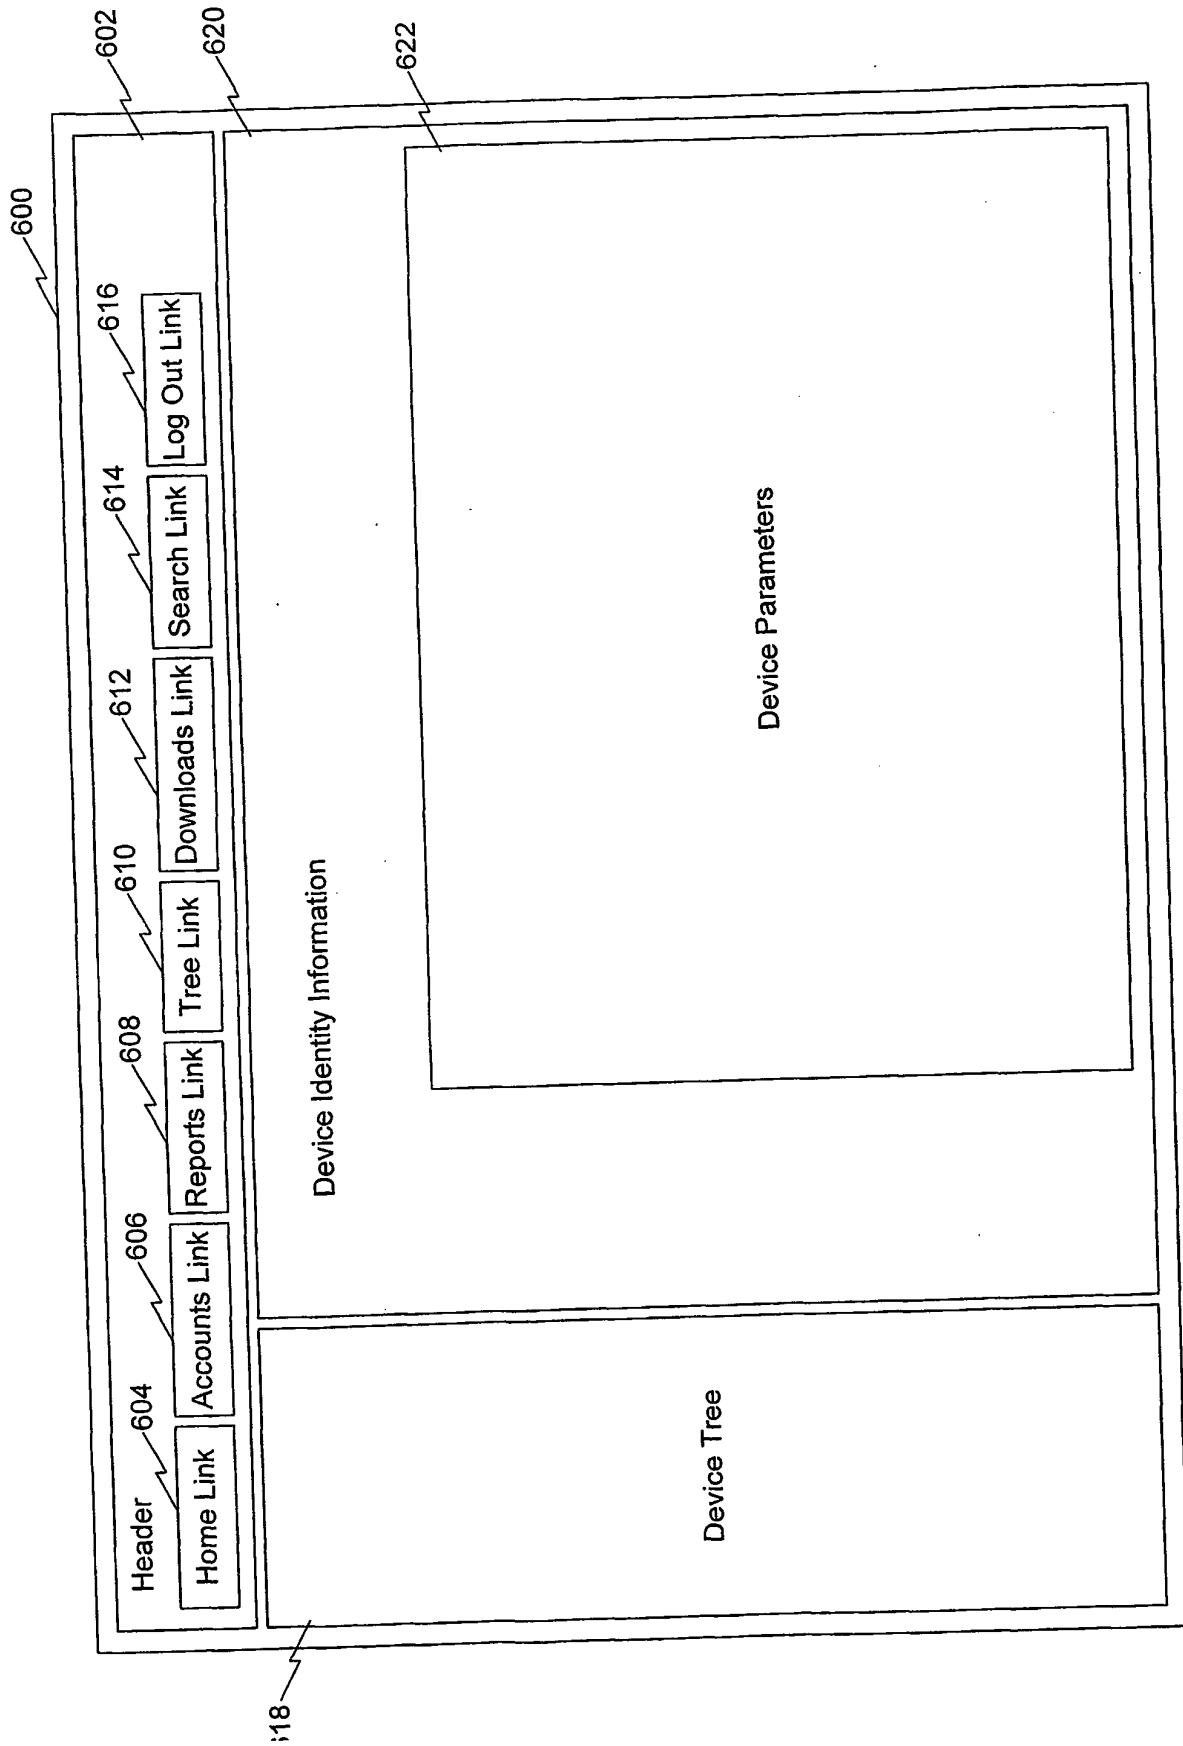 600
602
Header
604
606
608
610
612
614
616
Home Link
Accounts Link
Reports Link
Tree Link
Downloads Link
Search Link
Log Out Link
620
Device Identity Information
622
Device Parameters
Device Tree
618